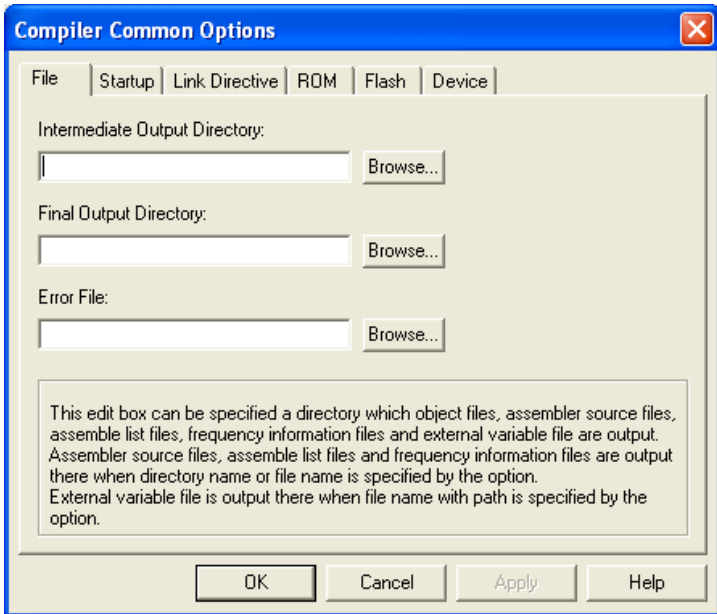 Compiler Common Options
File Startup Link Directive ROM Flash Device
Intermediate Output Directory:
Browse...
Final Output Directory:
Browse...
Error File:
Browse...
This edit box can be specified a directory which object files, assembler source files,
assemble list files, frequency information files and external variable file are output.
Assembler source files, assemble list files and frequency information files are output
there when directory name or file name is specified by the option.
External variable file is output there when file name with path is specified by the
option.
OK Cancel Apply Help